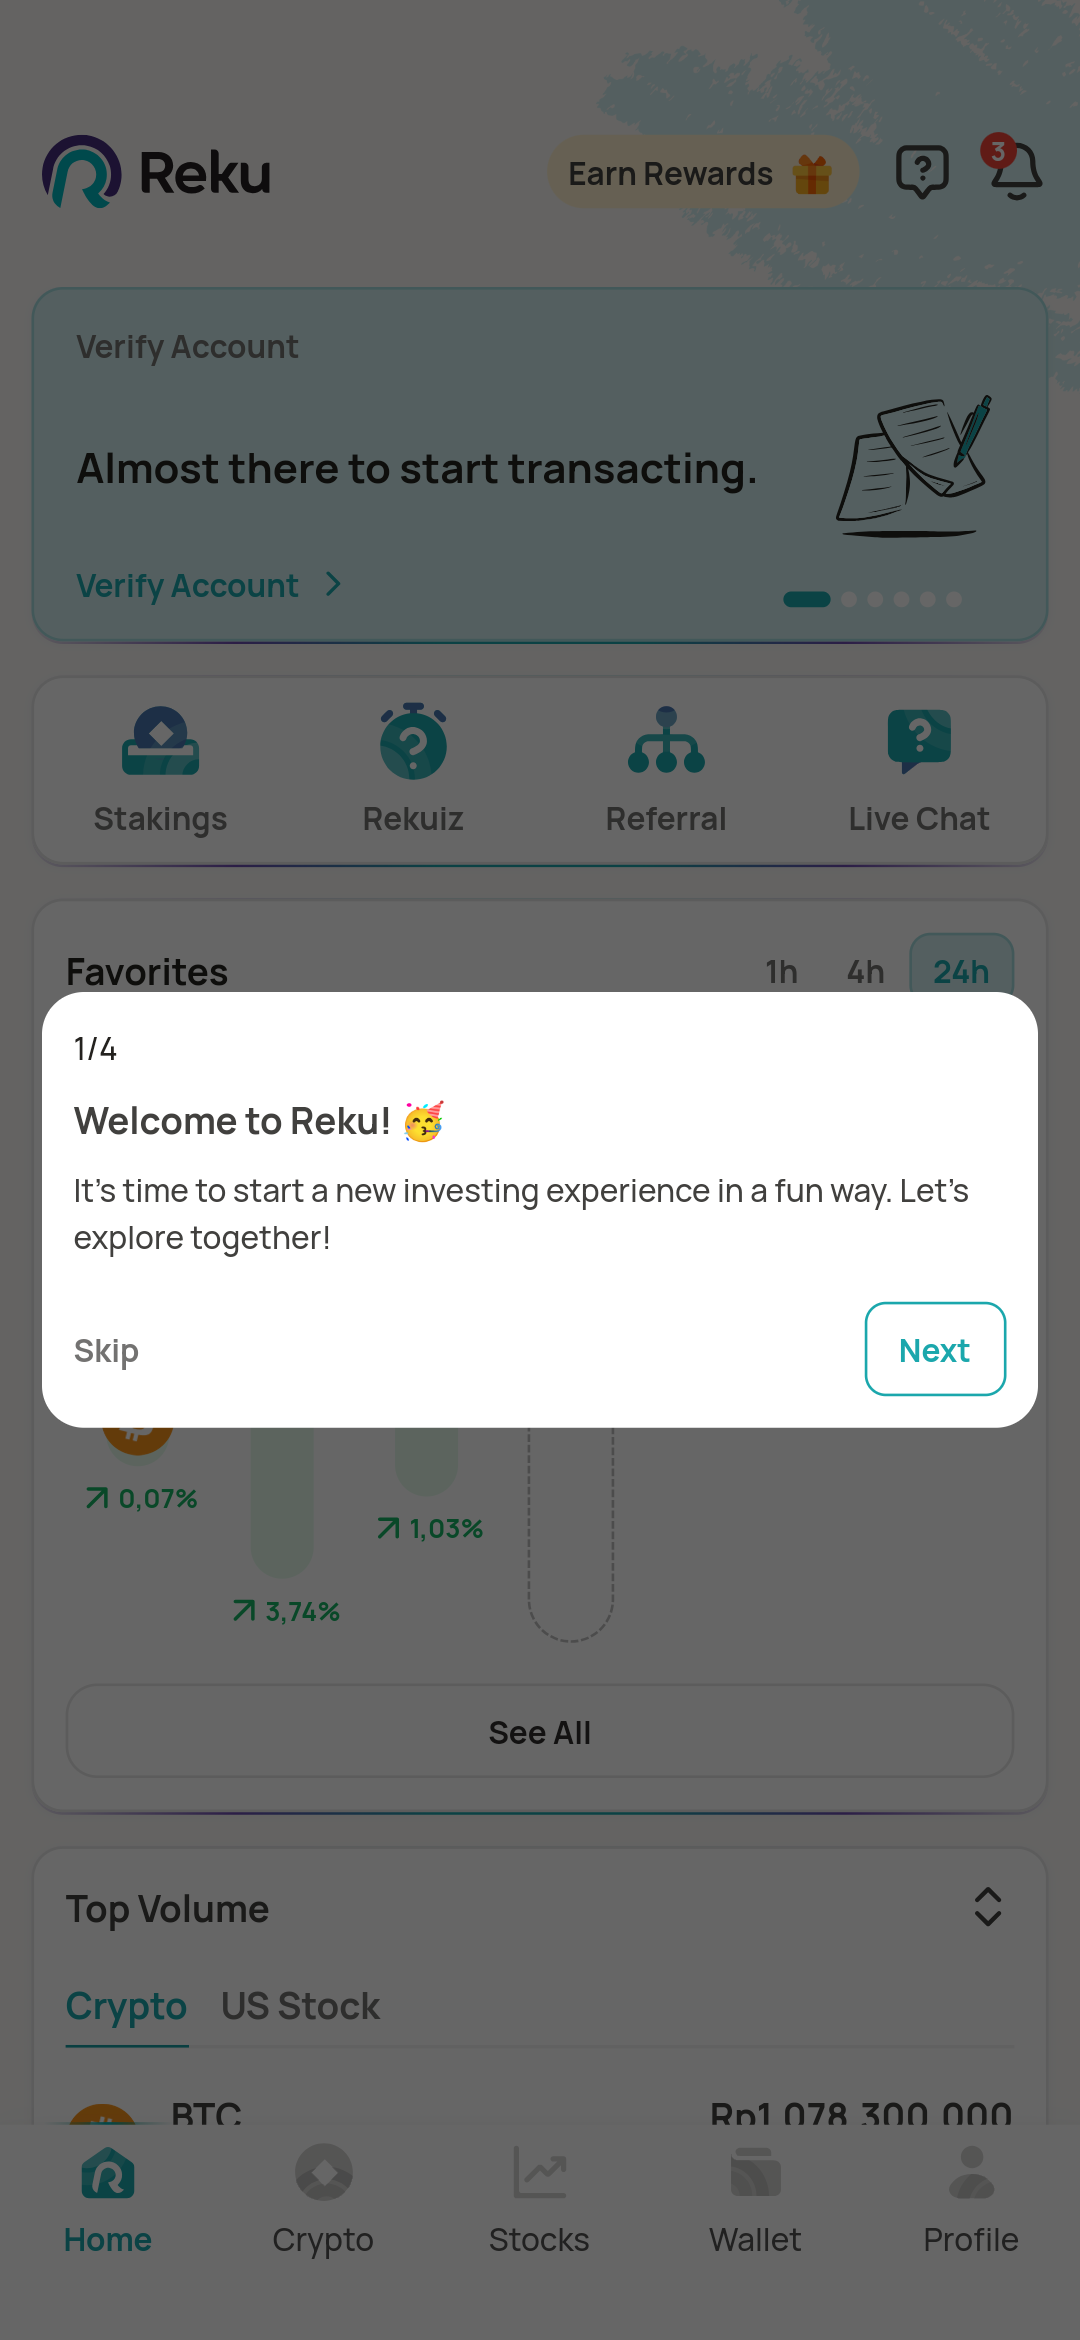 Reku
Earn Rewards
3
Verify Account
Almost there to start transacting.
Verify Account
Stakings
Rekuiz
Referral
Live Chat
Favorites
1h
4h
24h
1/4
Welcome to Reku! 🥳
It's time to start a new investing experience in a fun way. Let's
explore together!
Skip
Next
0,07%
1,03%
3,74%
See All
Top Volume
Crypto
US Stock
BTC
Rp1.078.300.000
Home
Crypto
Stocks
Wallet
Profile